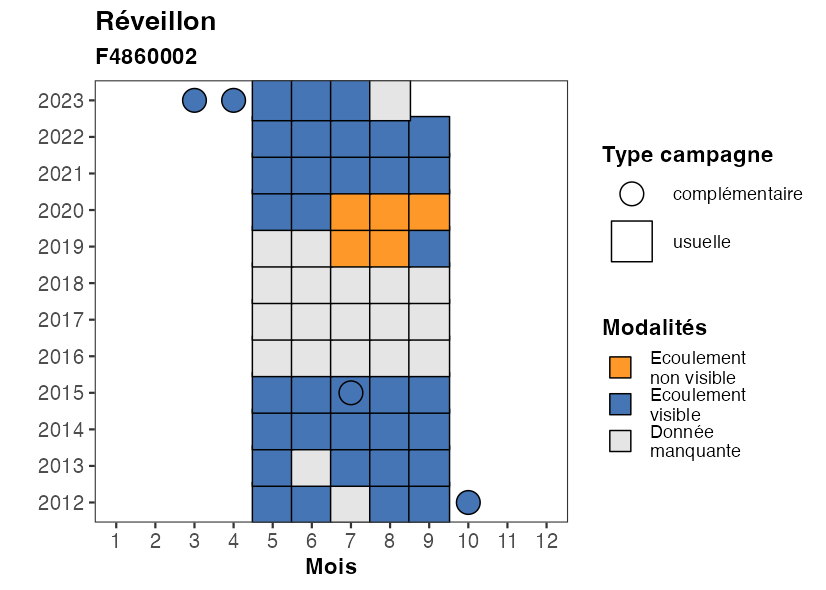 Réveillon
F4860002
2023
2022
2021
2020
2019
2018
2017
2016
2015
2014
2013
2012
1 2 3 4 5 6 7 8 9 10 11 12
Mois
Type campagne
complémentaire
usuelle
Modalités
Ecoulement
non visible
Ecoulement
visible
Donnée
manquante